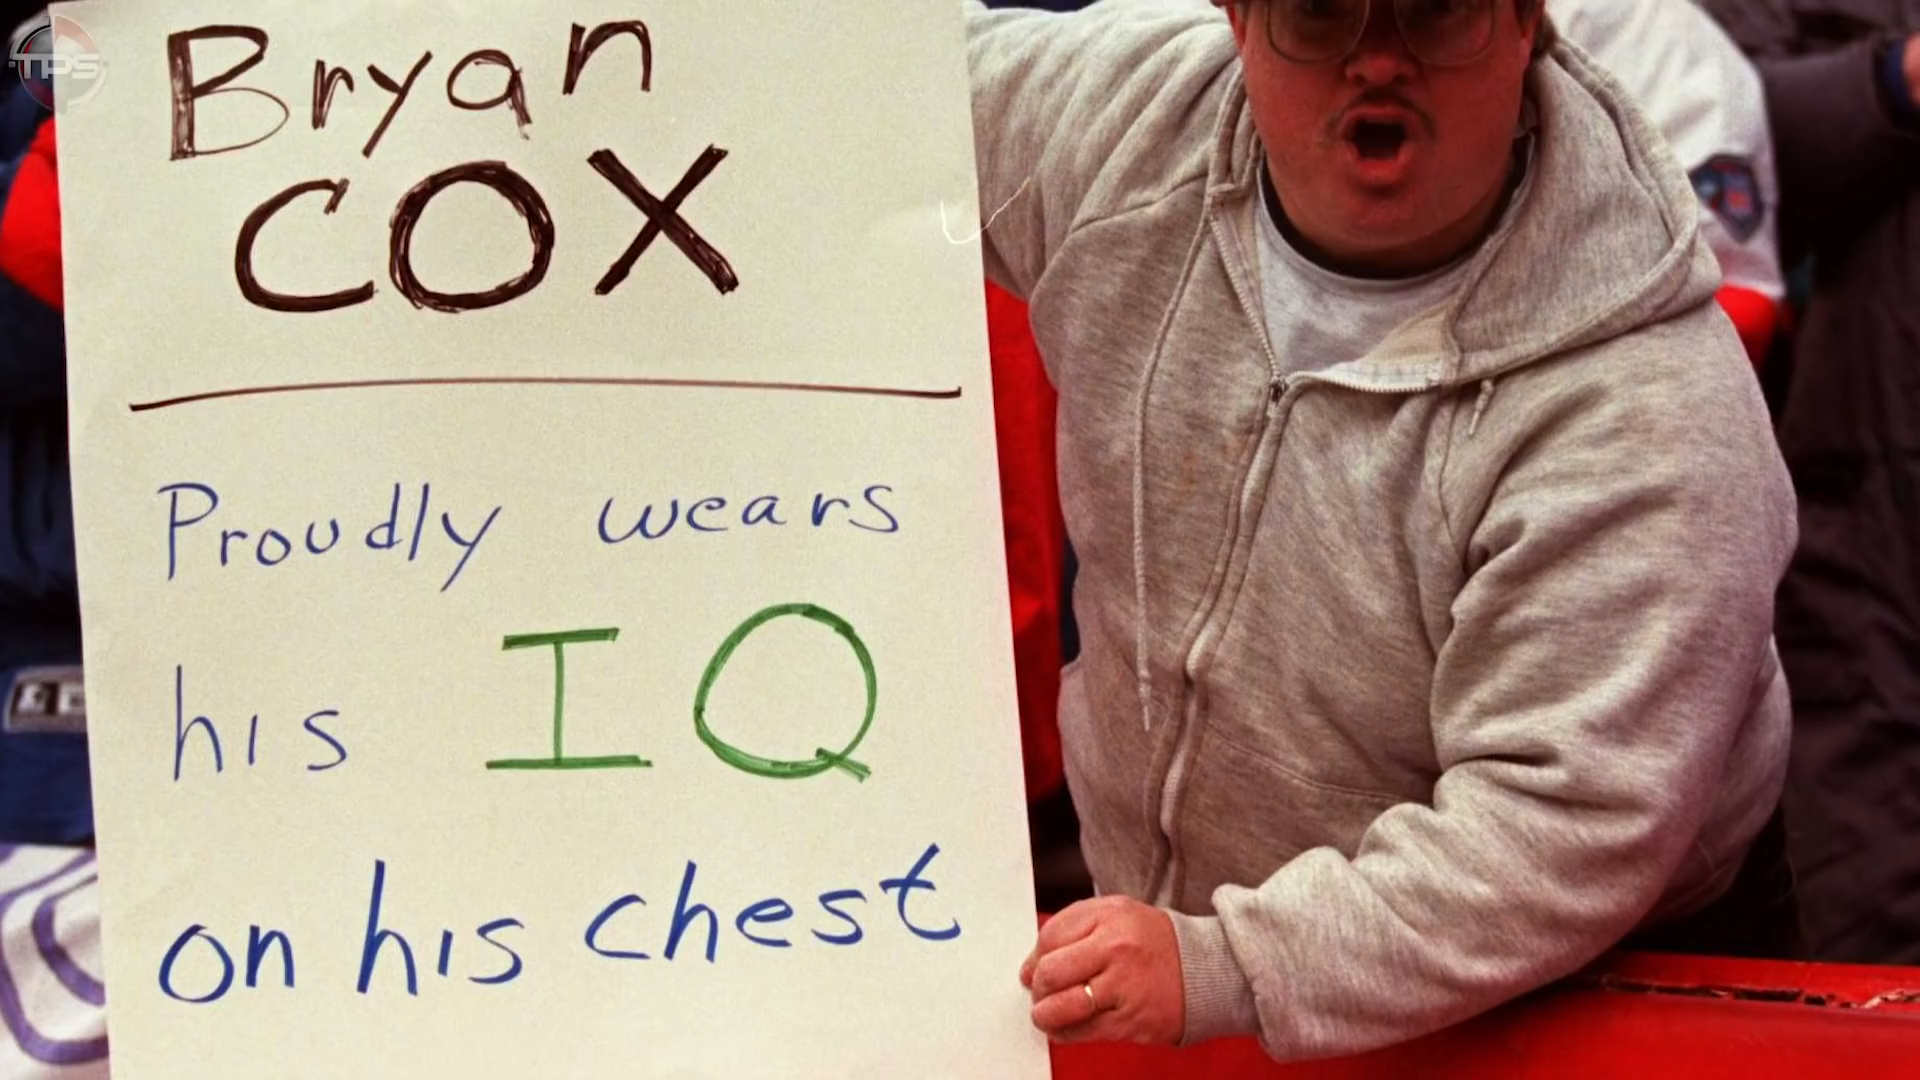 TPS
Bryan
COX
Proudly wears
his IQ
on his chest